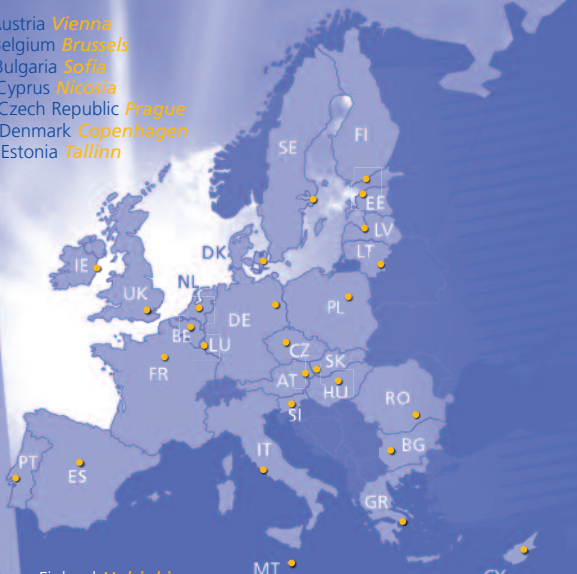 ustria Vienna
elgium Brussels
Bulgaria Sofia
Cyprus Nicosia
Czech Republic Prague
Denmark Copenhagen
Estonia Tallinn
FI
SE
EE
LV
DK
LT
IE
NL
UK
PL
DE
BE
LU
CZ
SK
FR
AT
HU
RO
SI
BG
IT
PT
ES
GR
MT
CY